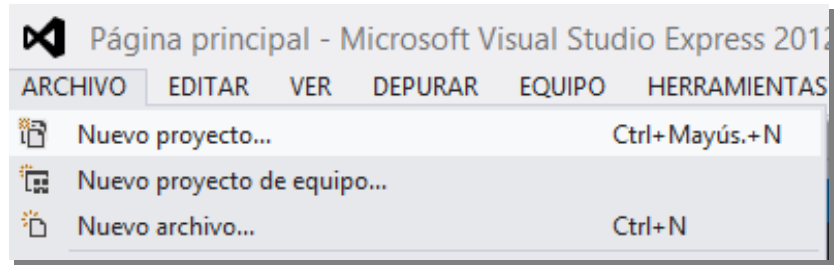 Página principal - Microsoft Visual Studio Express 2012
ARCHIVO EDITAR VER DEPURAR EQUIPO HERRAMIENTAS
Nuevo proyecto... Ctrl+Mayús.+N
Nuevo proyecto de equipo...
Nuevo archivo... Ctrl+N